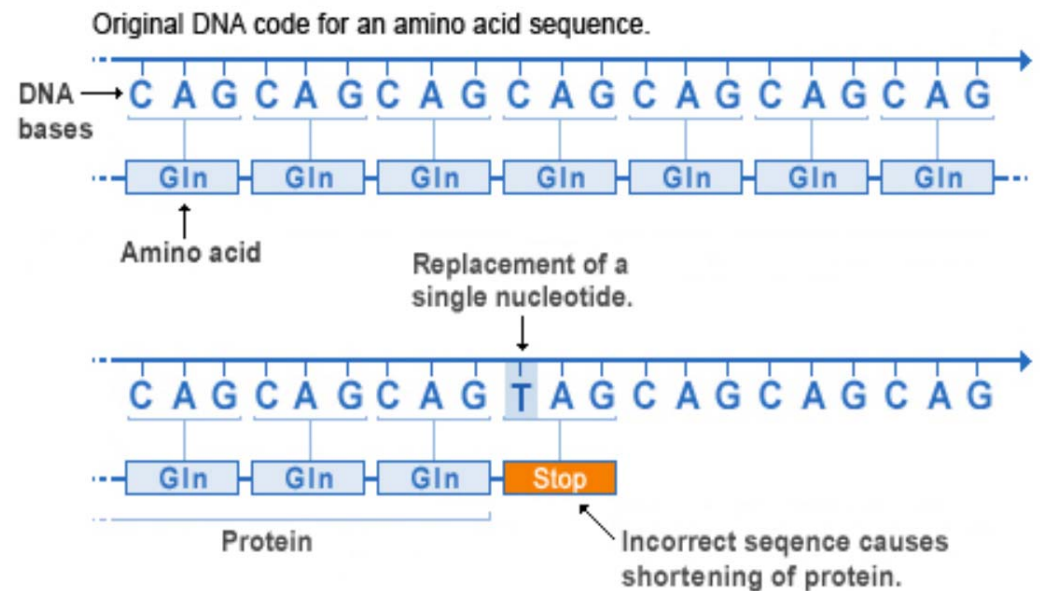 Original DNA code for an amino acid sequence.
DNA bases
C A G C A G C A G C A G C A G C A G C A G
Gln Gln Gln Gln Gln Gln Gln
Amino acid
Replacement of a
single nucleotide.
C A G C A G C A G T A G C A G C A G C A G
Gln Gln Gln Stop
Protein
Incorrect seqence causes
shortening of protein.